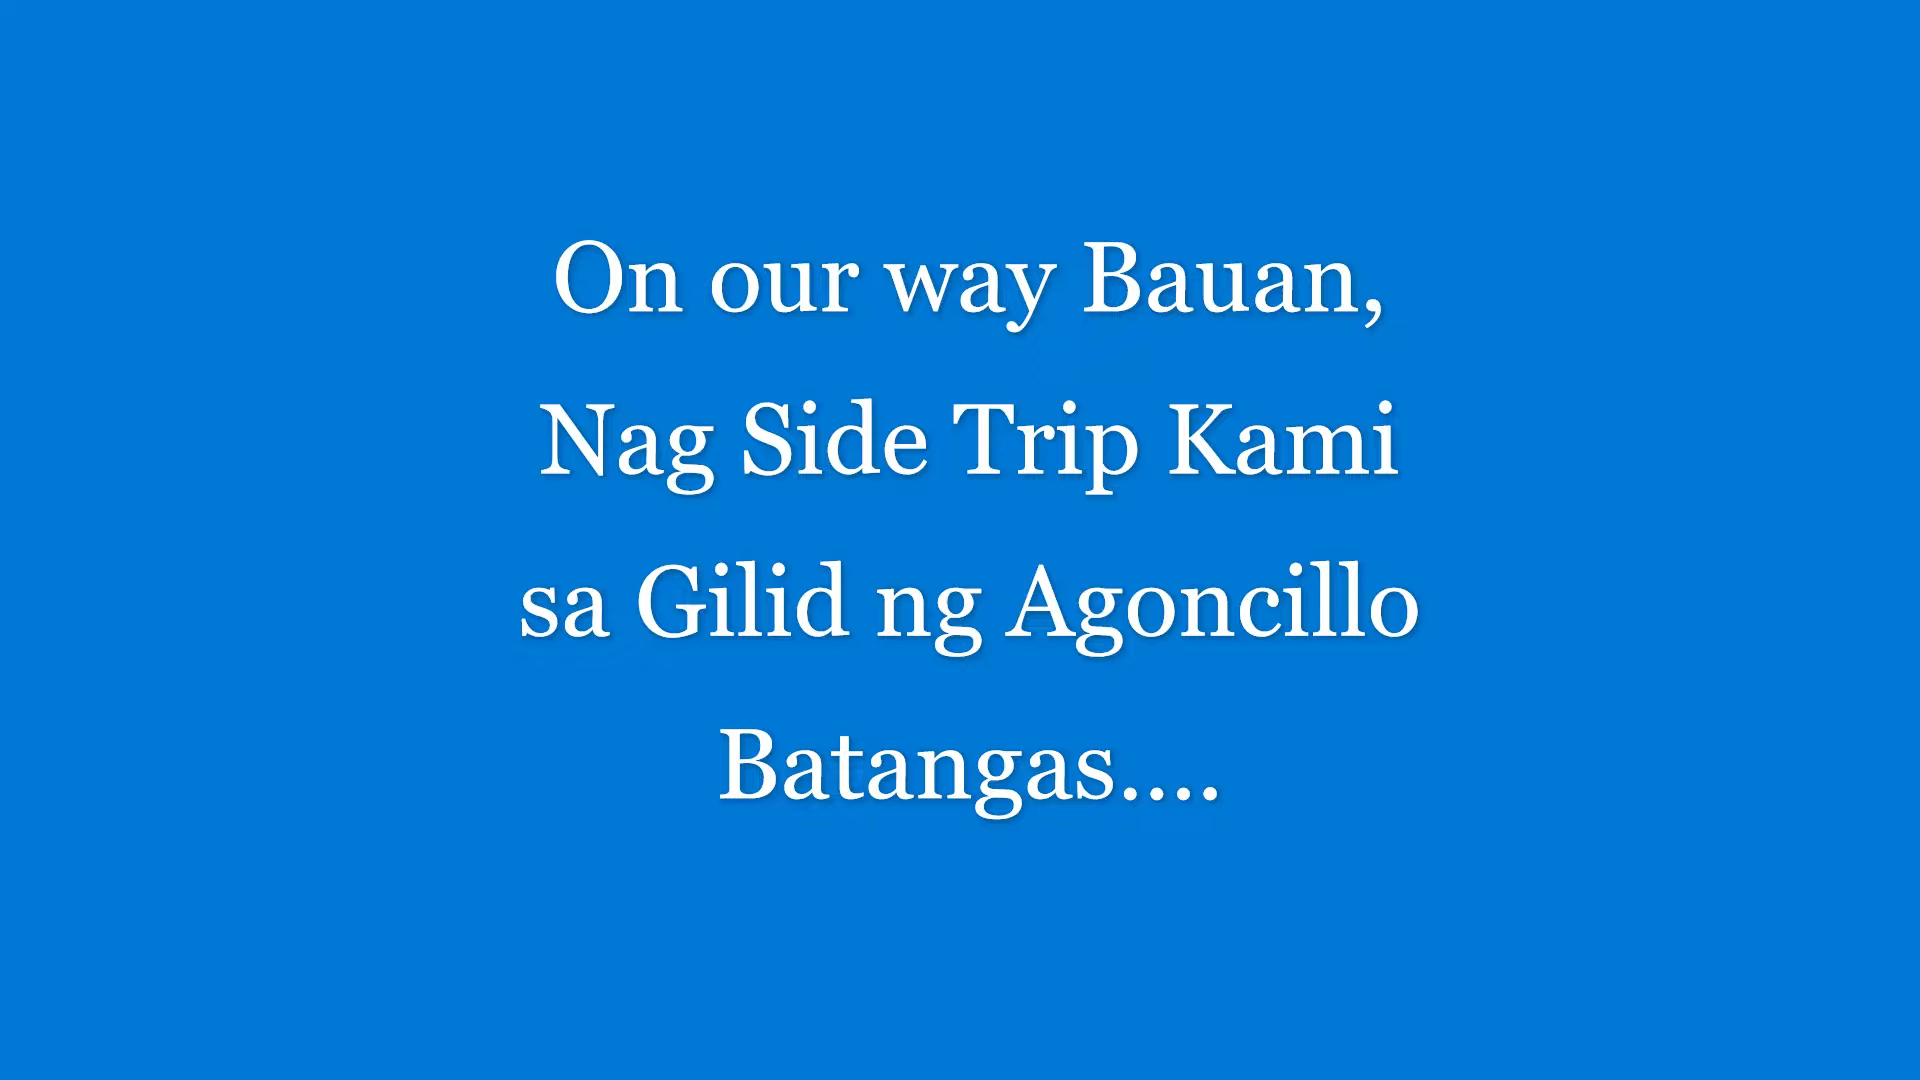 On our way Bauan,
Nag Side Trip Kami
sa Gilid ng Agoncillo
Batangas....